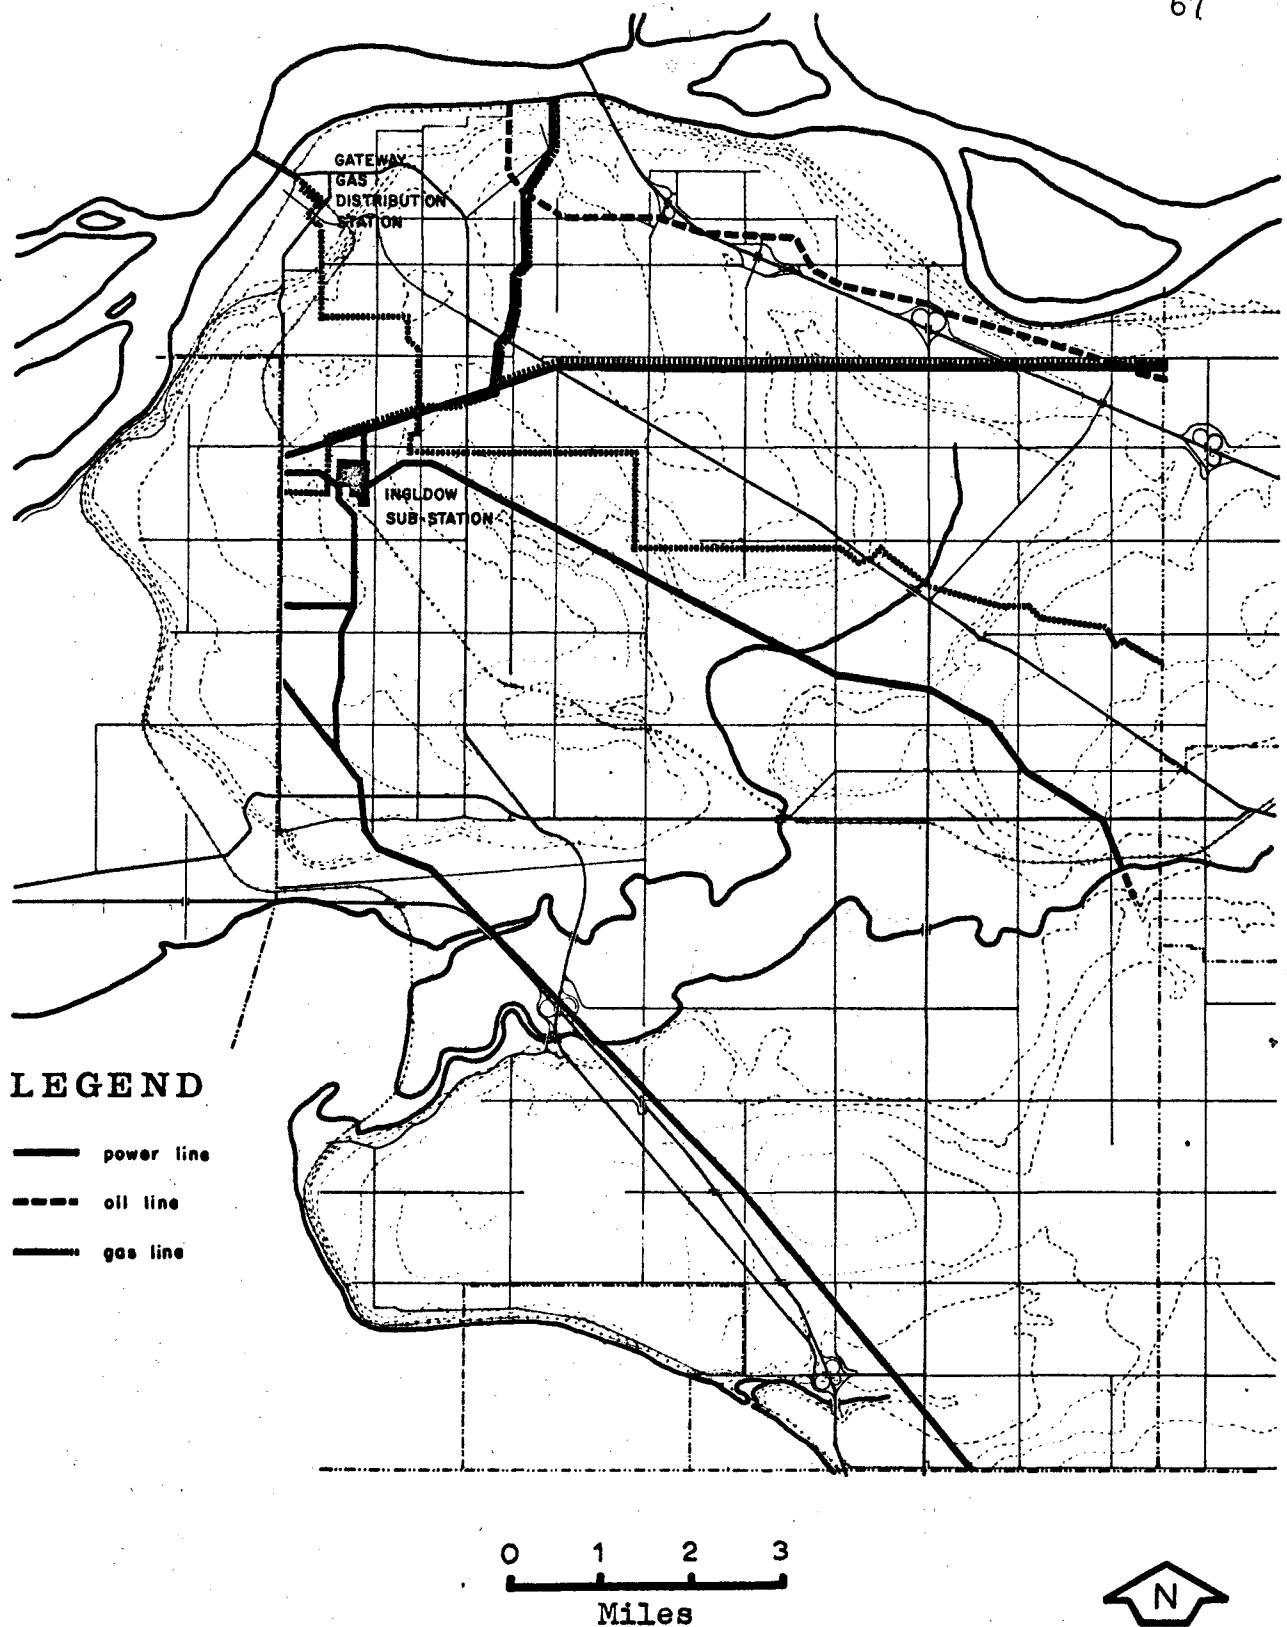 67
GATEWAY
GAS
DISTRIBUTION
STATION
INGLDOW
SUB-STATION
LEGEND
power line
oil line
gas line
0 1 2 3
Miles
N